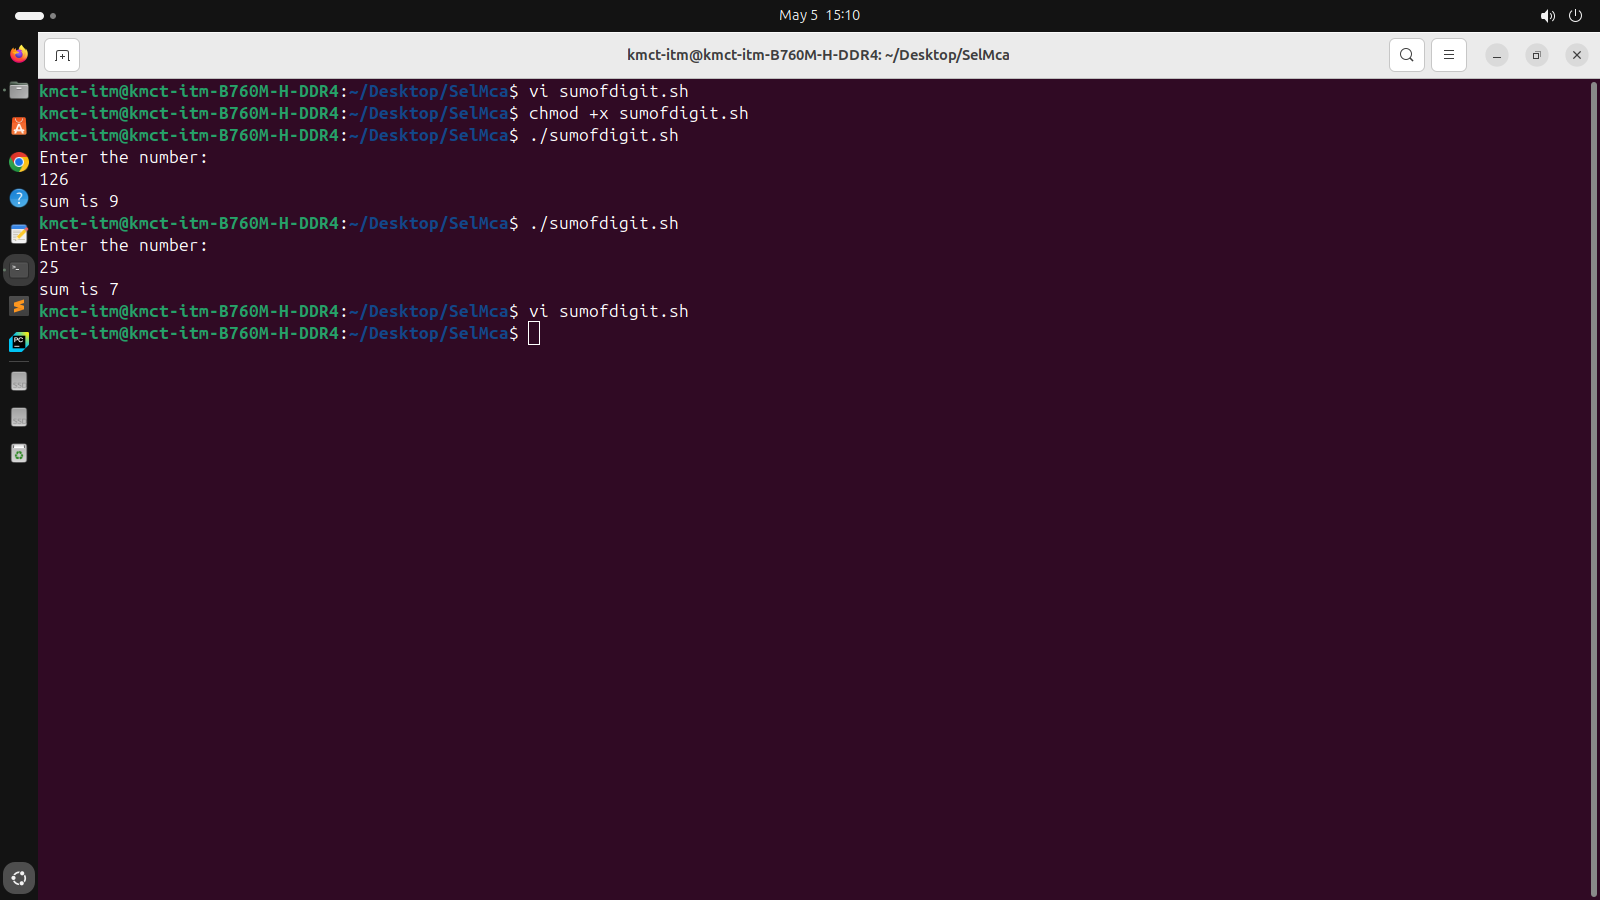 May 5 15:10
kmct-itm@kmct-itm-B760M-H-DDR4: ~/Desktop/SelMca
kmct-itm@kmct-itm-B760M-H-DDR4:~/Desktop/SelMca$ vi sumofdigit.sh
kmct-itm@kmct-itm-B760M-H-DDR4:~/Desktop/SelMca$ chmod +x sumofdigit.sh
kmct-itm@kmct-itm-B760M-H-DDR4:~/Desktop/SelMca$ ./sumofdigit.sh
Enter the number:
126
sum is 9
kmct-itm@kmct-itm-B760M-H-DDR4:~/Desktop/SelMca$ ./sumofdigit.sh
Enter the number:
25
sum is 7
kmct-itm@kmct-itm-B760M-H-DDR4:~/Desktop/SelMca$ vi sumofdigit.sh
kmct-itm@kmct-itm-B760M-H-DDR4:~/Desktop/SelMca$
PC
SSD
SSD